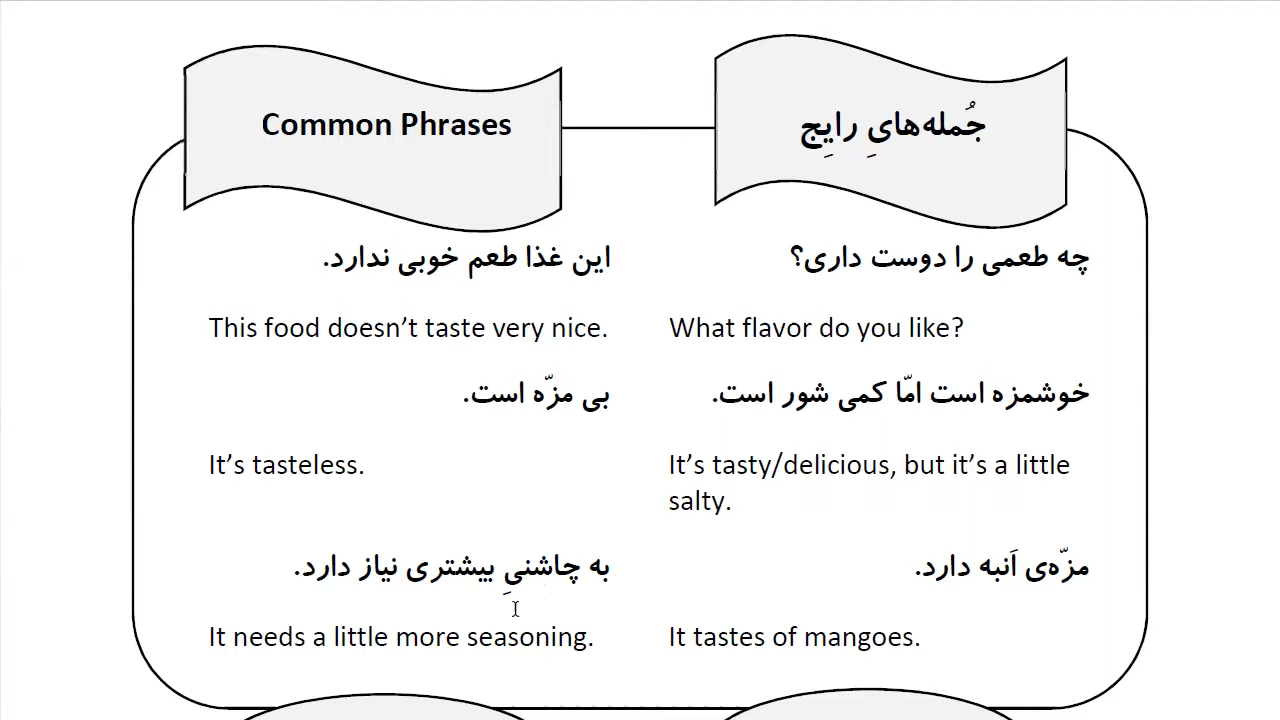 Common Phrases
جُمله‌هایِ رایِج
چه طعمی را دوست داری؟
What flavor do you like?
خوشمزه است امّا کمی شور است.
It’s tasty/delicious, but it’s a little
salty.
مزّه‌ی اَنبه دارد.
It tastes of mangoes.
این غذا طعم خوبی ندارد.
This food doesn’t taste very nice.
بی مزّه است.
It’s tasteless.
به چاشنیِ بیشتری نیاز دارد.
It needs a little more seasoning.